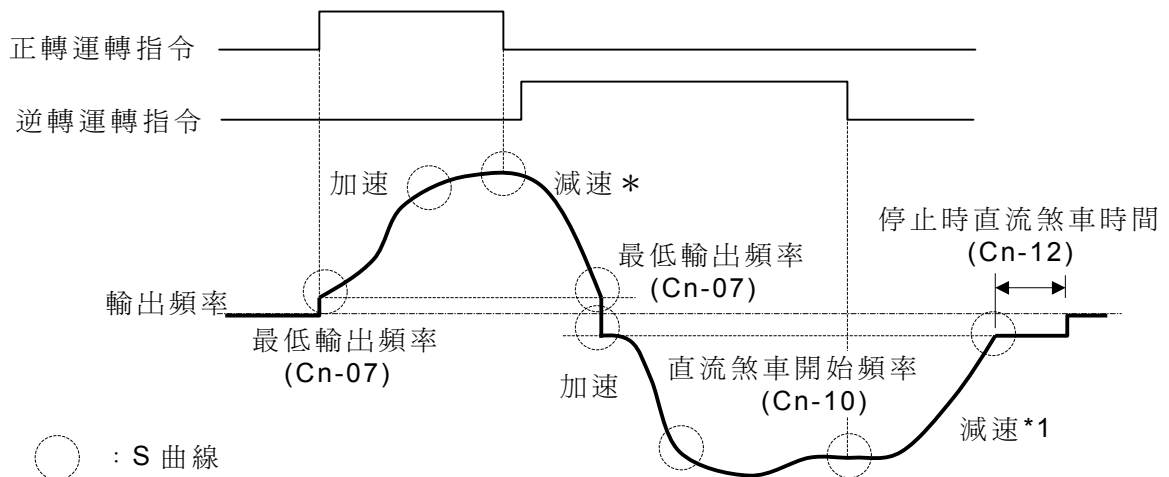 正轉運轉指令
逆轉運轉指令
加速
減速＊
停止時直流煞車時間
(Cn-12)
最低輸出頻率
(Cn-07)
輸出頻率
最低輸出頻率
(Cn-07)
加速
直流煞車開始頻率
(Cn-10)
減速*1
：S 曲線